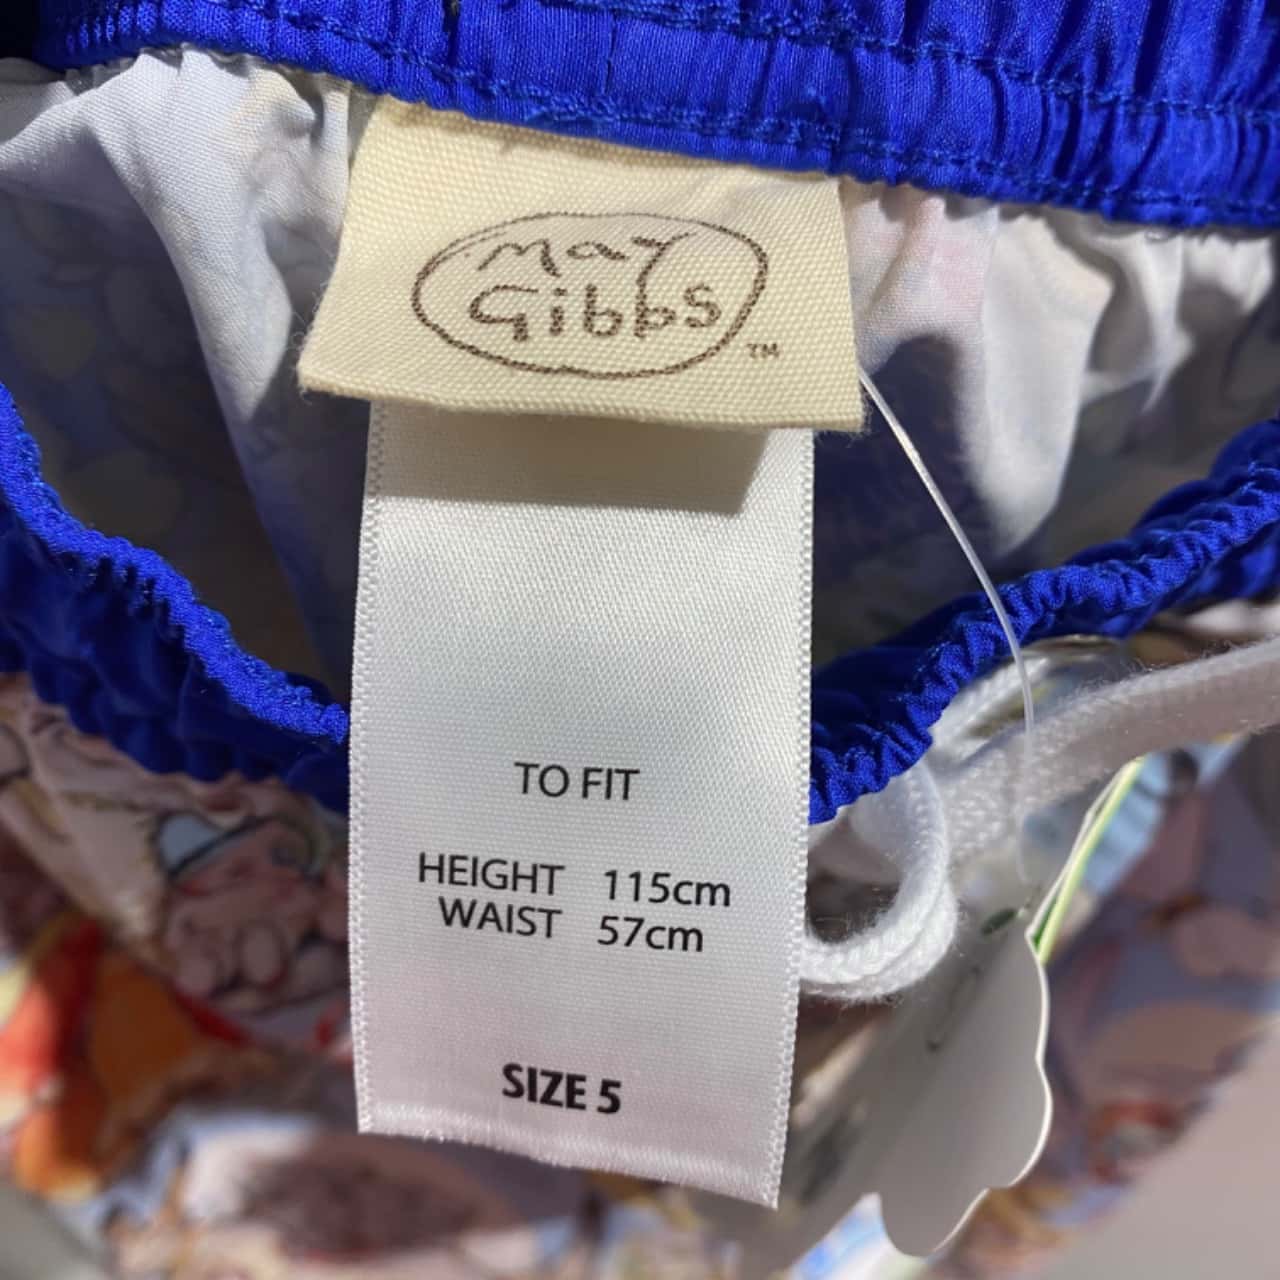 May
Gibbs
TM
TO FIT
HEIGHT 115cm
WAIST 57cm
SIZE 5